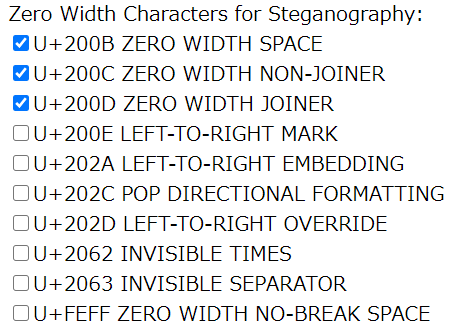 Zero Width Characters for Steganography:
U+200B ZERO WIDTH SPACE
U+200C ZERO WIDTH NON-JOINER
U+200D ZERO WIDTH JOINER
U+200E LEFT-TO-RIGHT MARK
U+202A LEFT-TO-RIGHT EMBEDDING
U+202C POP DIRECTIONAL FORMATTING
U+202D LEFT-TO-RIGHT OVERRIDE
U+2062 INVISIBLE TIMES
U+2063 INVISIBLE SEPARATOR
U+FEFF ZERO WIDTH NO-BREAK SPACE